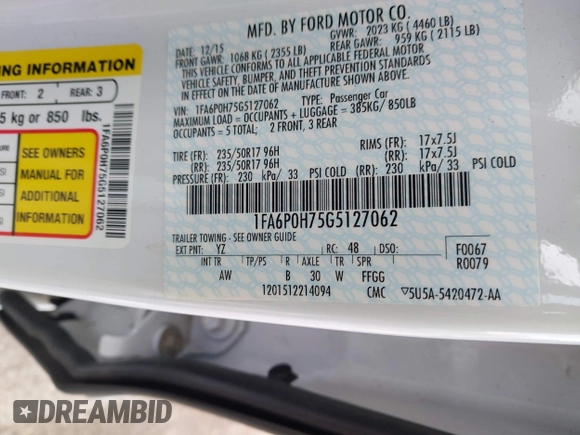 MFD. BY FORD MOTOR CO.
DATE: 12/15
GVWR: 2023 KG ( 4460 LB)
FRONT GAWR: 1068 KG ( 2355 LB)
REAR GAWR: 959 KG ( 2115 LB)
THIS VEHICLE CONFORMS TO ALL APPLICABLE FEDERAL MOTOR
VEHICLE SAFETY, BUMPER, AND THEFT PREVENTION STANDARDS
IN EFFECT ON THE DATE OF MANUFACTURE SHOWN ABOVE.
VIN: 1FA6P0H75G5127062
TYPE: Passenger Car
MAXIMUM LOAD = OCCUPANTS + LUGGAGE = 385KG/ 850LB
OCCUPANTS = 5 TOTAL; 2 FRONT, 3 REAR
TIRE (FR): 235/50R17 96H
RIMS (FR): 17x7.5J
(RR): 235/50R17 96H
(RR): 17x7.5J
PRESSURE (FR): 230 kPa/ 33 PSI COLD
(RR): 230 kPa/ 33 PSI COLD
1FA6P0H75G5127062
TRAILER TOWING - SEE OWNER GUIDE
EXT PNT: YZ RC: 48 DSO: F0067
R0079
INT TR TP/PS R AXLE TR SPR
AW B 30 W FFGG
1201512214094 CMC ▽5U5A-5420472-AA
ING INFORMATION
FRONT: 2 REAR: 3
5 kg or 850 lbs.
SEE OWNERS
MANUAL FOR
ADDITIONAL
INFORMATION
1FA6P0H75G5127062
DREAMBID